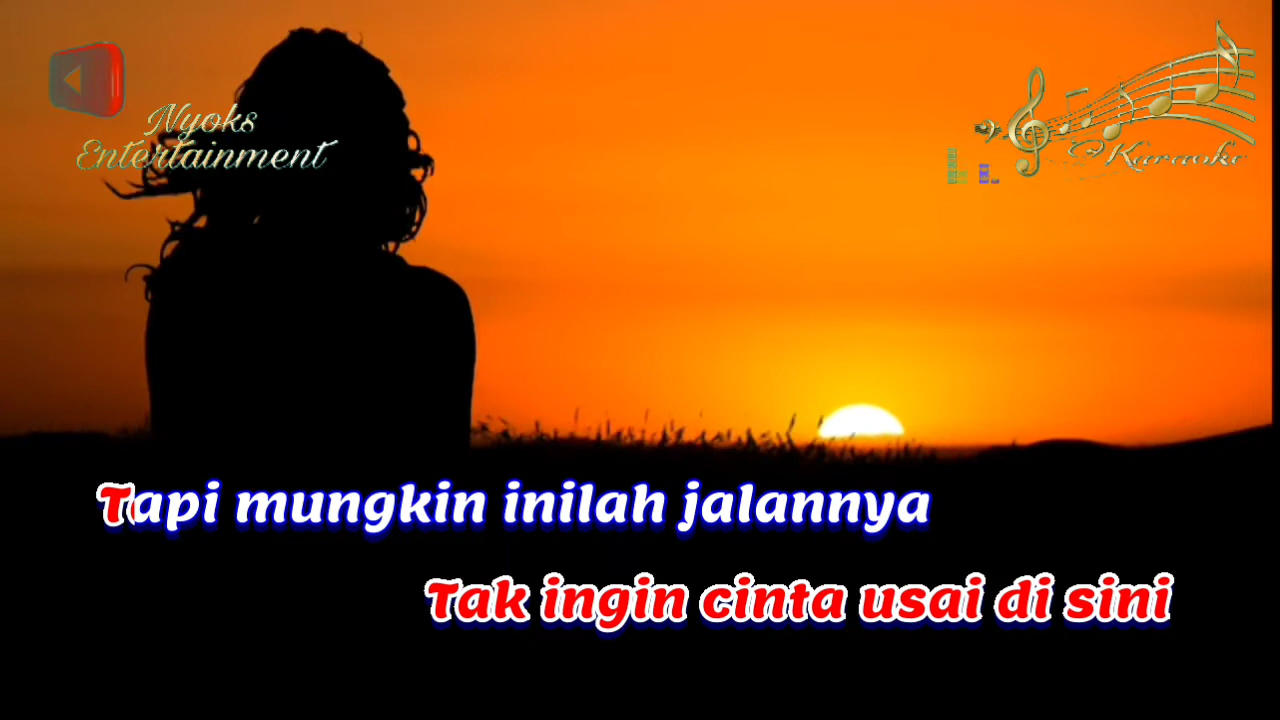 Nyoks
Entertainment
Karaoke
Tapi mungkin inilah jalannya
Tak ingin cinta usai di sini